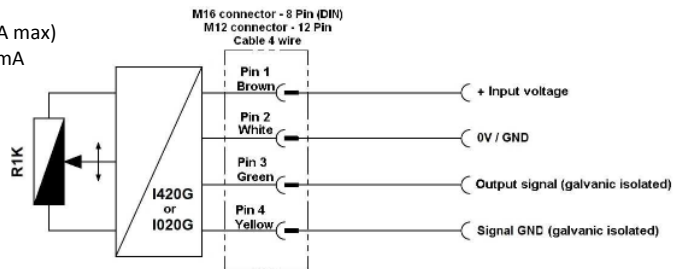 M16 connector - 8 Pin (DIN)
M12 connector - 12 Pin
Cable 4 wire
A max)
mA
Pin 1
Brown
+ Input voltage
Pin 2
White
0V / GND
Pin 3
Green
Output signal (galvanic isolated)
Pin 4
Yellow
Signal GND (galvanic isolated)
R1K
I420G
or
I020G